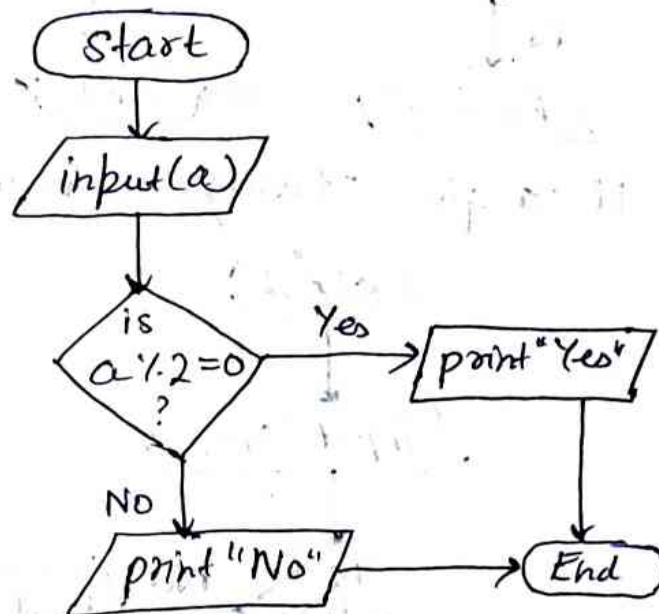 Start
input(a)
is
a%2=0
?
Yes
print "Yes"
No
print "No"
End